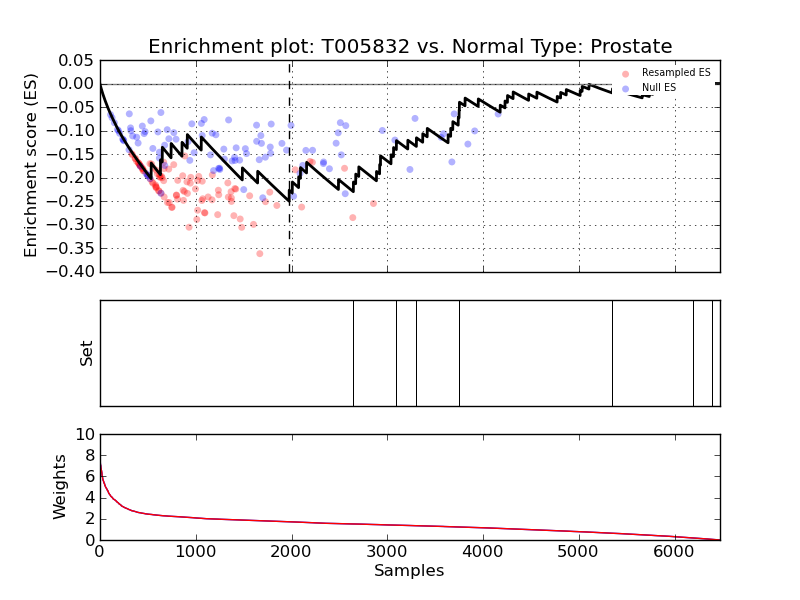 Enrichment plot: T005832 vs. Normal Type: Prostate
Enrichment score (ES)
0.05
0.00
−0.05
−0.10
−0.15
−0.20
−0.25
−0.30
−0.35
−0.40
Resampled ES
Null ES
Set
Weights
10
8
6
4
2
0
0 1000 2000 3000 4000 5000 6000
Samples